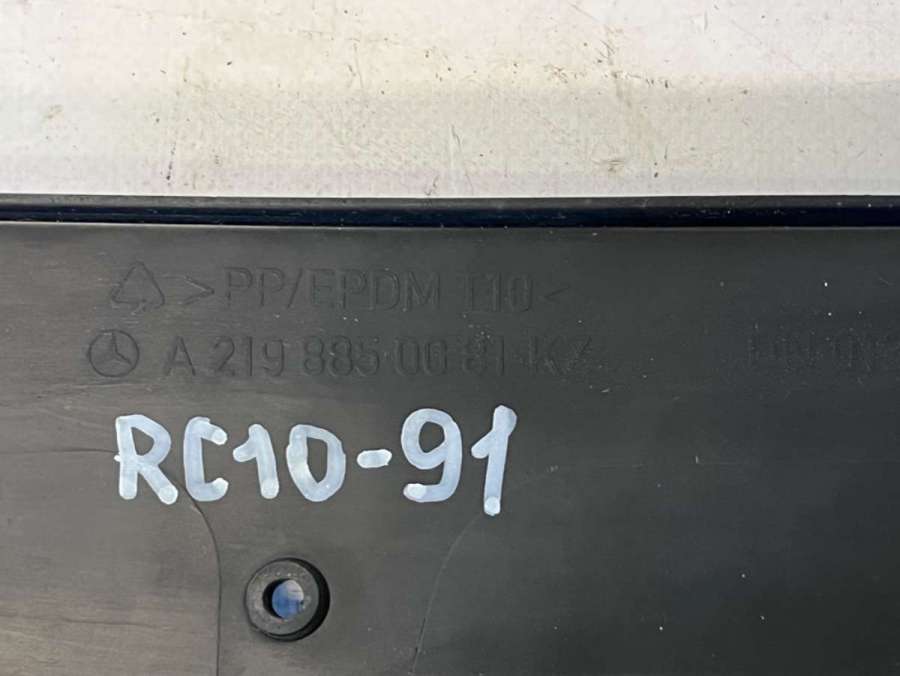 >PP/EPDM T10<
A 219 885 00 81 KZ
RC10-91